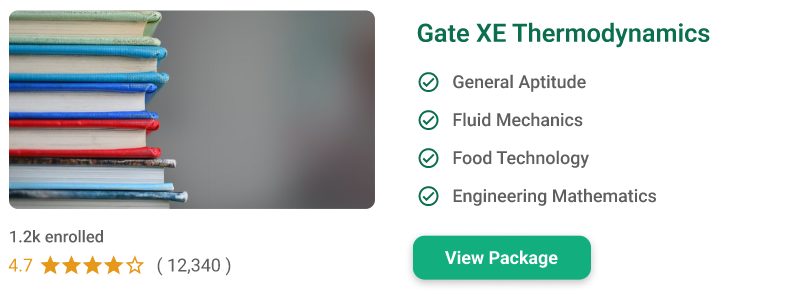 Gate XE Thermodynamics
General Aptitude
Fluid Mechanics
Food Technology
Engineering Mathematics
1.2k enrolled
4.7 ( 12,340 )
View Package